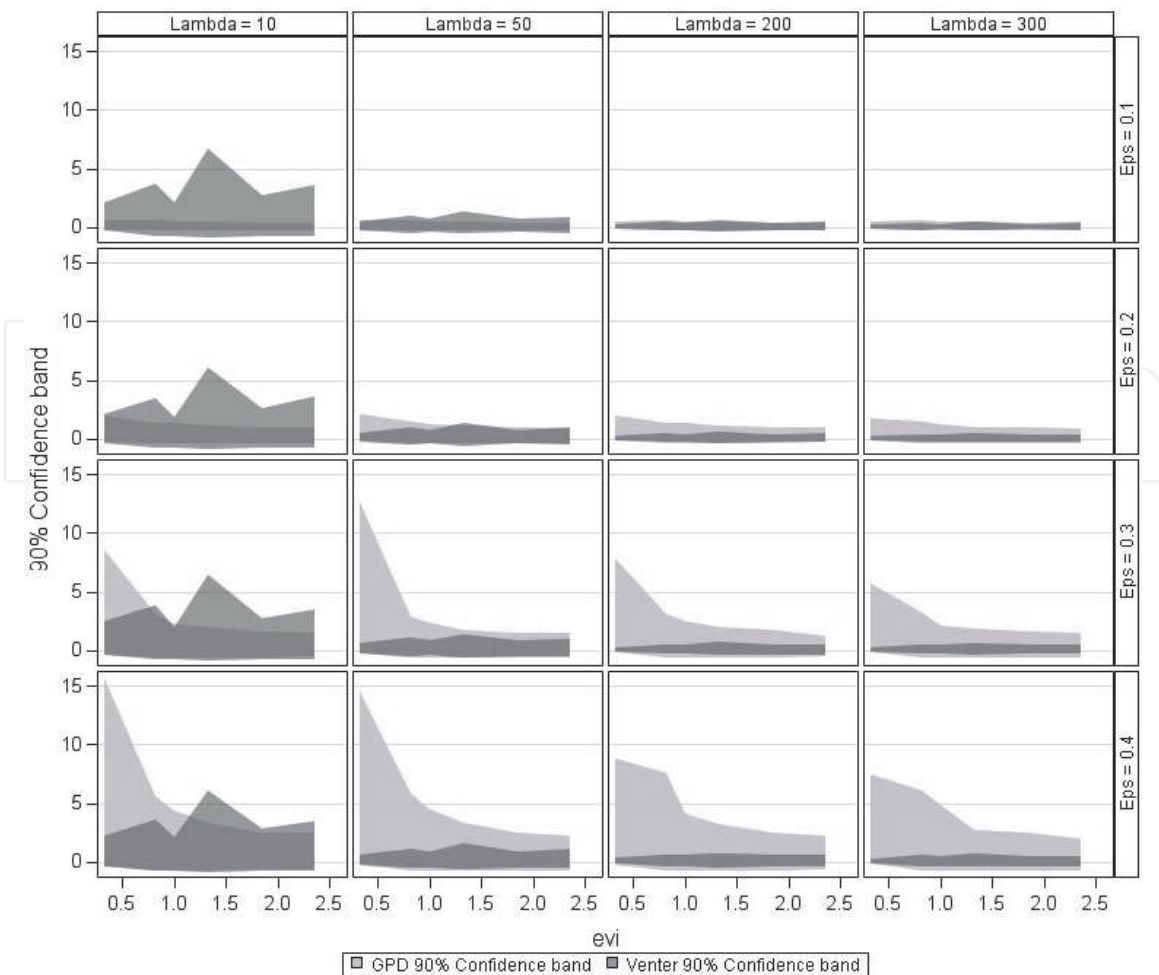 Lambda = 10 Lambda = 50 Lambda = 200 Lambda = 300
90% Confidence band
15
10
5
0
Eps = 0.1
15
10
5
0
Eps = 0.2
15
10
5
0
Eps = 0.3
15
10
5
0
Eps = 0.4
0.5 1.0 1.5 2.0 2.5 0.5 1.0 1.5 2.0 2.5 0.5 1.0 1.5 2.0 2.5 0.5 1.0 1.5 2.0 2.5
evi
GPD 90% Confidence band Venter 90% Confidence band